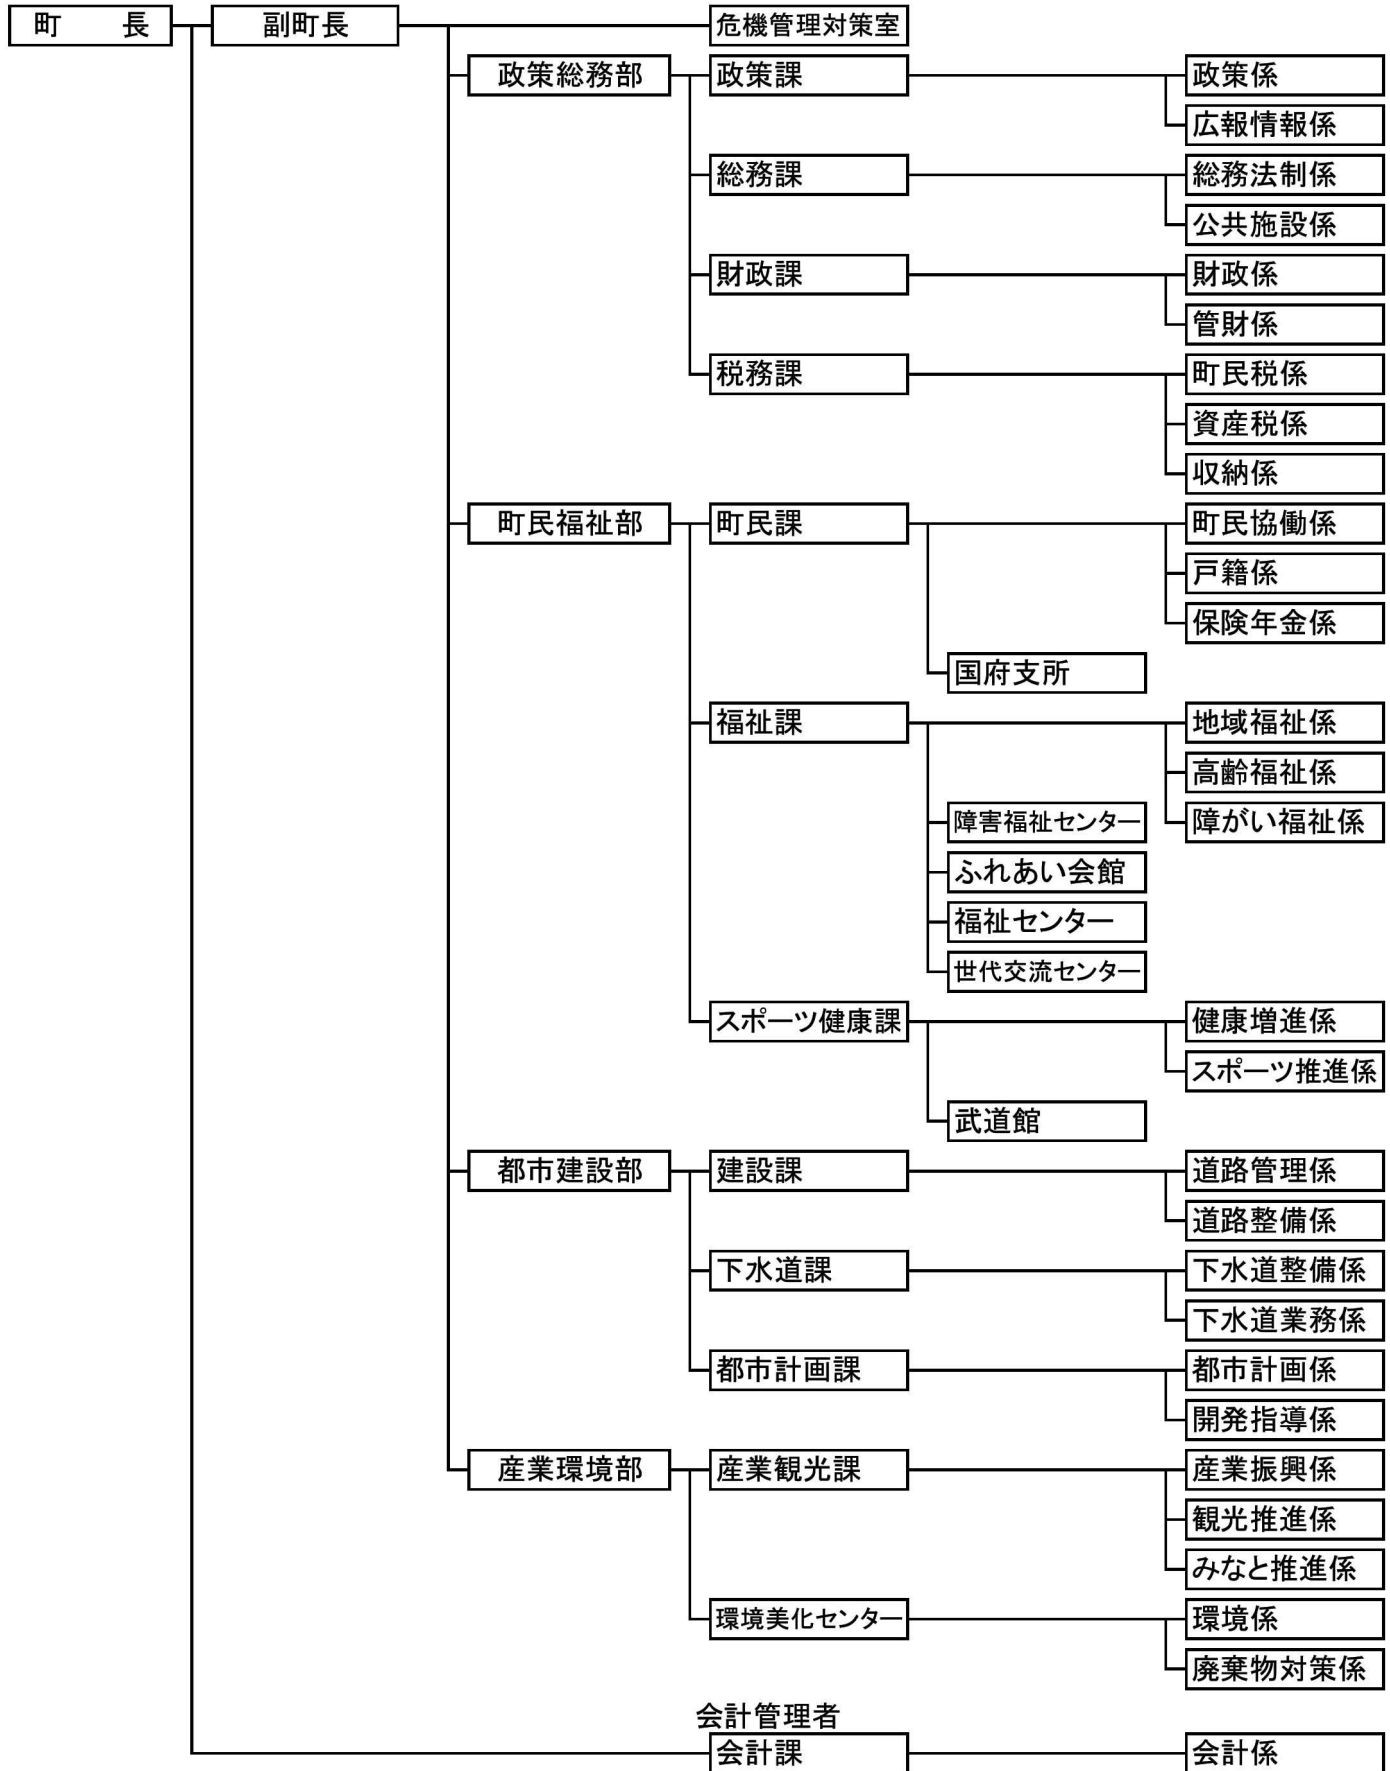 町　　長
副町長
危機管理対策室
政策総務部
政策課
政策係
広報情報係
総務課
総務法制係
公共施設係
財政課
財政係
管財係
税務課
町民税係
資産税係
収納係
町民福祉部
町民課
町民協働係
戸籍係
保険年金係
国府支所
福祉課
地域福祉係
高齢福祉係
障害福祉センター
障がい福祉係
ふれあい会館
福祉センター
世代交流センター
スポーツ健康課
健康増進係
スポーツ推進係
武道館
都市建設部
建設課
道路管理係
道路整備係
下水道課
下水道整備係
下水道業務係
都市計画課
都市計画係
開発指導係
産業環境部
産業観光課
産業振興係
観光推進係
みなと推進係
環境美化センター
環境係
廃棄物対策係
会計管理者
会計課
会計係